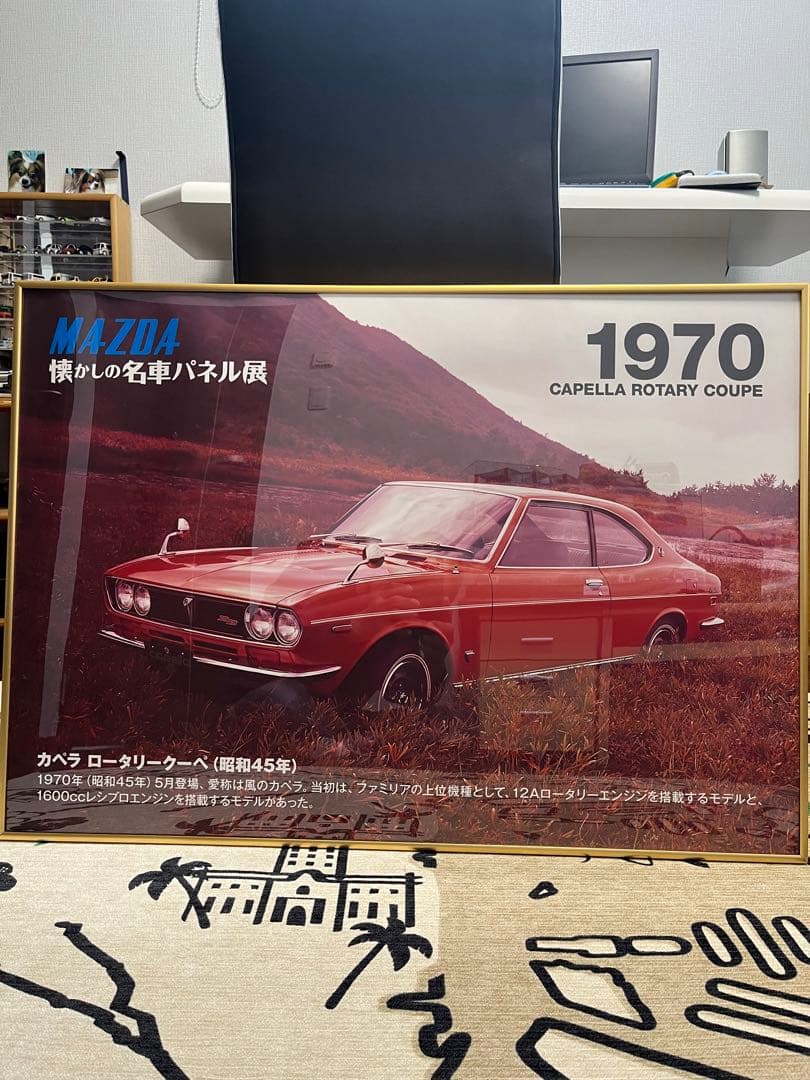 MAZDA
懐かしの名車パネル展
1970
CAPELLA ROTARY COUPE
カペラ ロータリークーペ（昭和45年）
1970年（昭和45年）5月登場、愛称は風のカペラ。当初は、ファミリアの上位機種として、12Aロータリーエンジンを搭載するモデルと、
1600ccレシプロエンジンを搭載するモデルがあった。